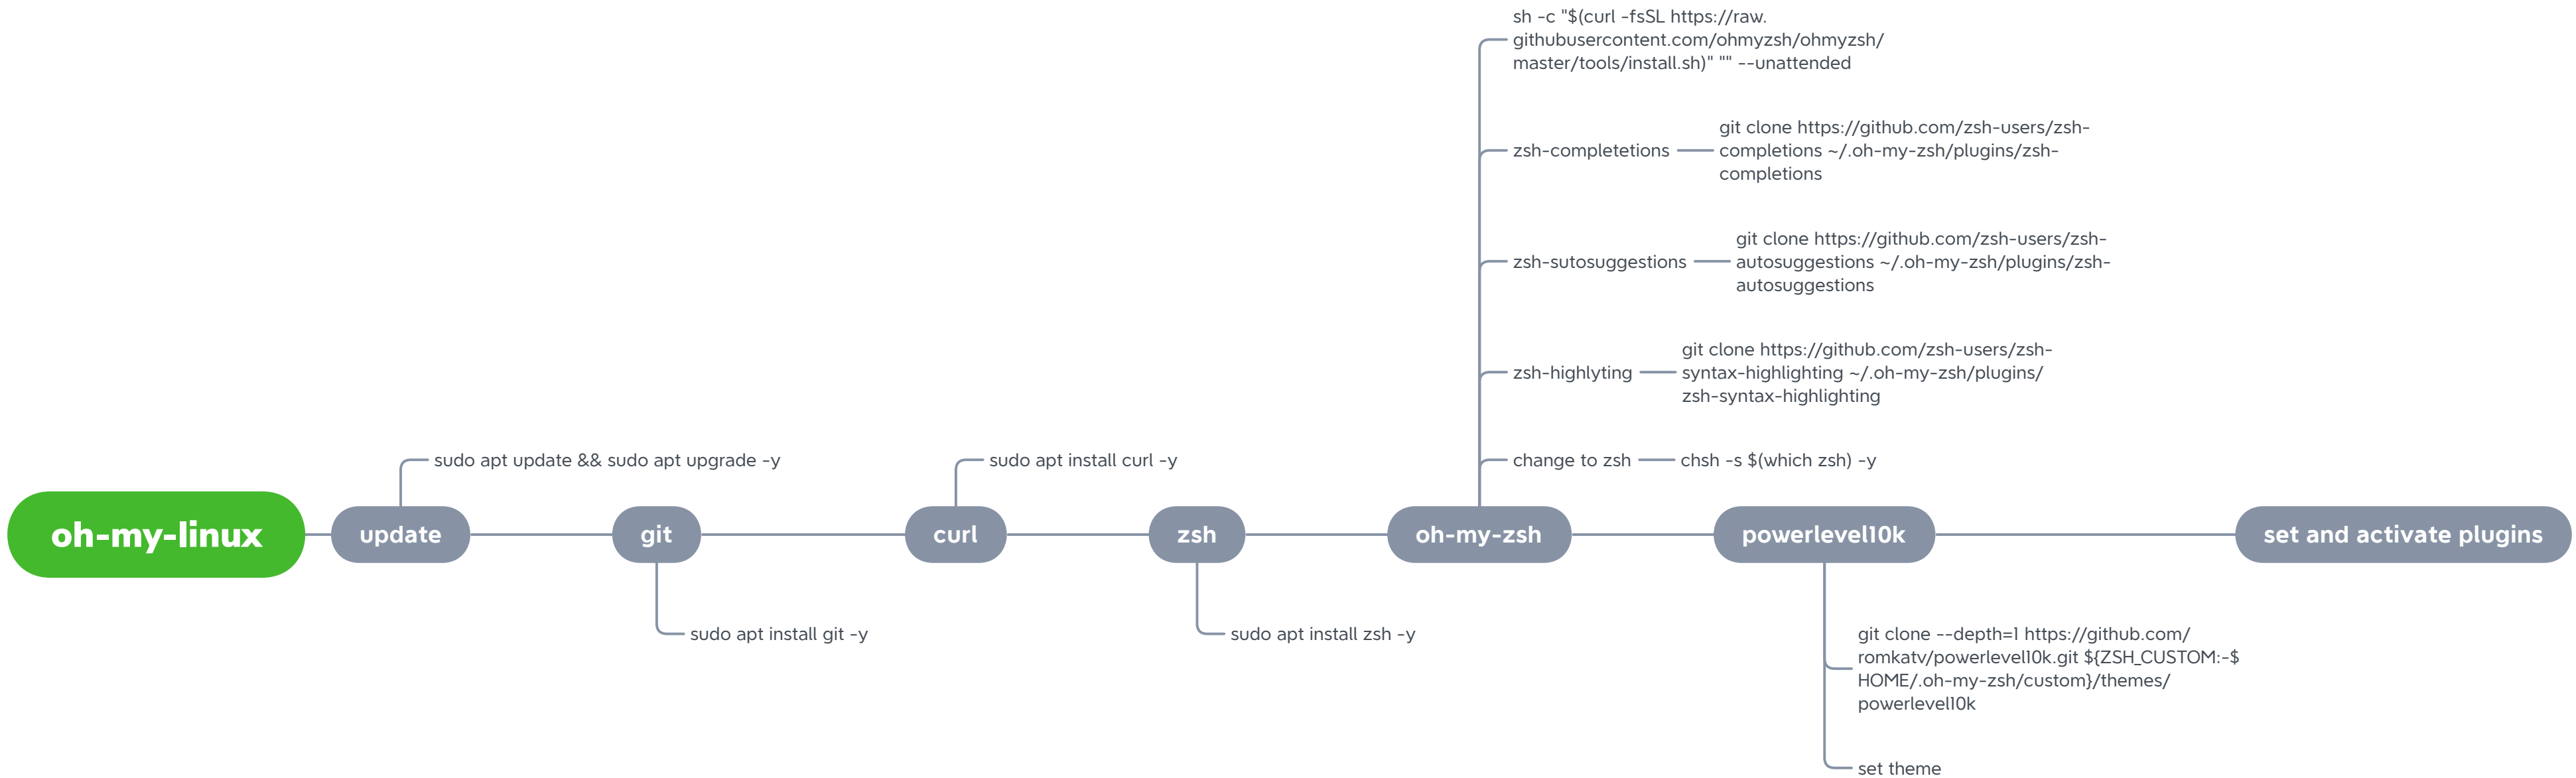 sh -c "$(curl -fsSL https://raw.
githubusercontent.com/ohmyzsh/ohmyzsh/
master/tools/install.sh)" "" --unattended
zsh-completetions
git clone https://github.com/zsh-users/zsh-
completions ~/.oh-my-zsh/plugins/zsh-
completions
zsh-sutosuggestions
git clone https://github.com/zsh-users/zsh-
autosuggestions ~/.oh-my-zsh/plugins/zsh-
autosuggestions
zsh-highlyting
git clone https://github.com/zsh-users/zsh-
syntax-highlighting ~/.oh-my-zsh/plugins/
zsh-syntax-highlighting
sudo apt update && sudo apt upgrade -y
sudo apt install curl -y
change to zsh
chsh -s $(which zsh) -y
oh-my-linux
update
git
curl
zsh
oh-my-zsh
powerlevel10k
set and activate plugins
sudo apt install git -y
sudo apt install zsh -y
git clone --depth=1 https://github.com/
romkatv/powerlevel10k.git ${ZSH_CUSTOM:-$
HOME/.oh-my-zsh/custom}/themes/
powerlevel10k
set theme